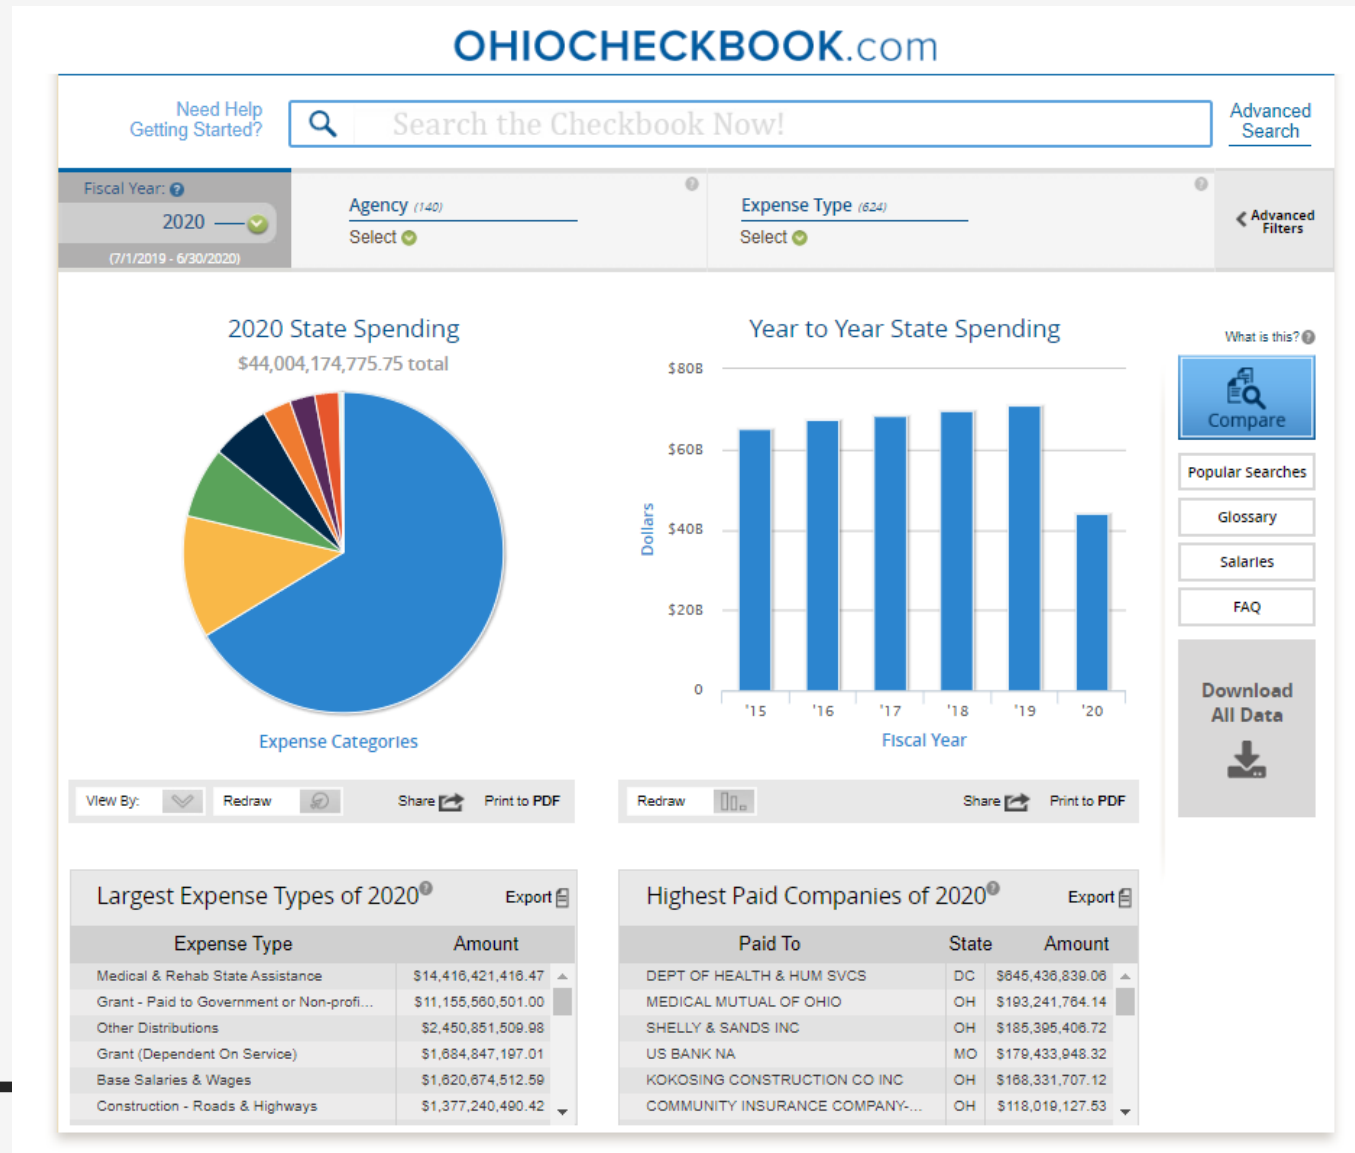 OHIOCHECKBOOK.com
Need Help
Getting Started?
Search the Checkbook Now!
Advanced
Search
Fiscal Year: ?
2020
(7/1/2019 - 6/30/2020)
Agency (140)
Select
?
Expense Type (624)
Select
?
Advanced
Filters
2020 State Spending
$44,004,174,775.75 total
Expense Categories
Year to Year State Spending
$80B
$60B
$40B
$20B
0
Dollars
'15 '16 '17 '18 '19 '20
Fiscal Year
What is this? ?
Compare
Popular Searches
Glossary
Salaries
FAQ
Download
All Data
View By: Redraw Share Print to PDF
Redraw Share Print to PDF
Largest Expense Types of 2020 ? Export
Expense Type Amount
Medical & Rehab State Assistance $14,416,421,416.47
Grant - Paid to Government or Non-profi... $11,155,560,501.00
Other Distributions $2,450,851,509.98
Grant (Dependent On Service) $1,684,847,197.01
Base Salaries & Wages $1,620,674,512.59
Construction - Roads & Highways $1,377,240,490.42
Highest Paid Companies of 2020 ? Export
Paid To State Amount
DEPT OF HEALTH & HUM SVCS DC $645,436,839.06
MEDICAL MUTUAL OF OHIO OH $193,241,764.14
SHELLY & SANDS INC OH $185,395,406.72
US BANK NA MO $179,433,948.32
KOKOSING CONSTRUCTION CO INC OH $168,331,707.12
COMMUNITY INSURANCE COMPANY-... OH $118,019,127.53